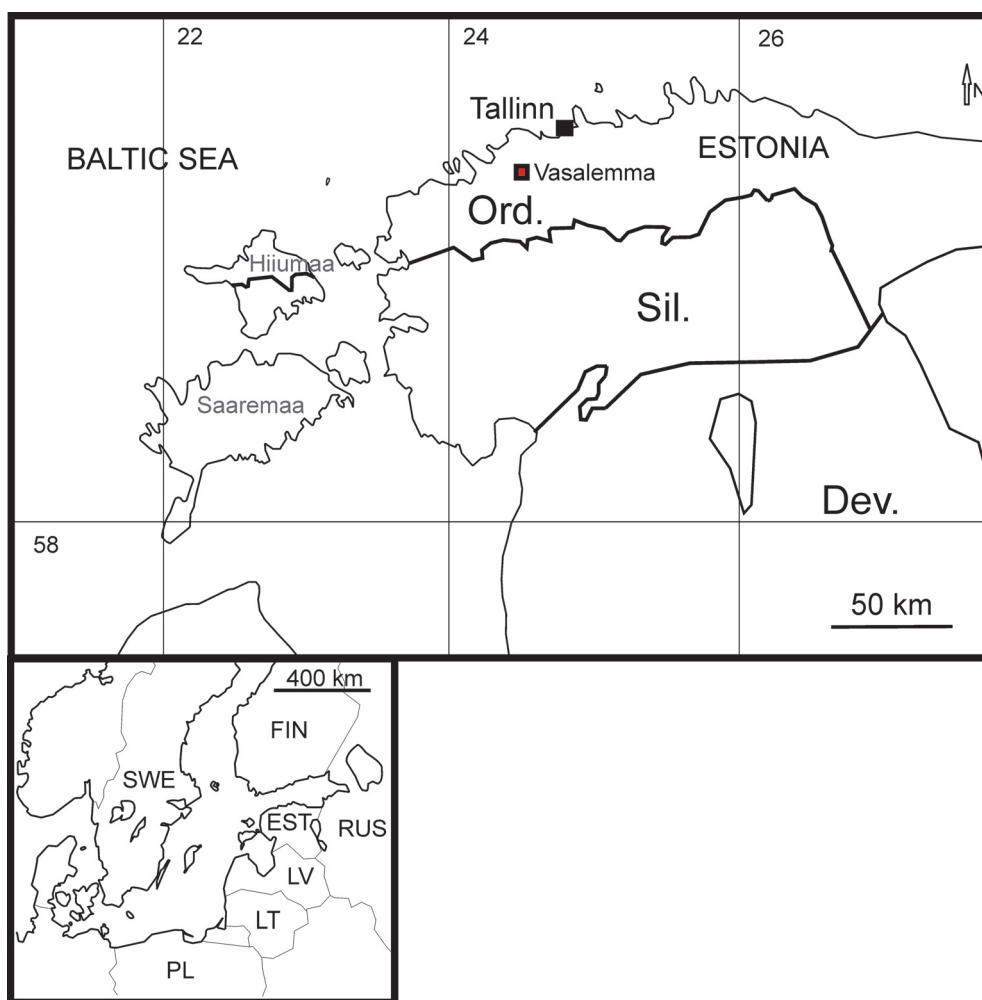 22
24
26
N
Tallinn
BALTIC SEA
ESTONIA
Vasalemma
Ord.
Hiiumaa
Sil.
Saaremaa
Dev.
58
50 km
400 km
FIN
SWE
EST
RUS
LV
LT
PL